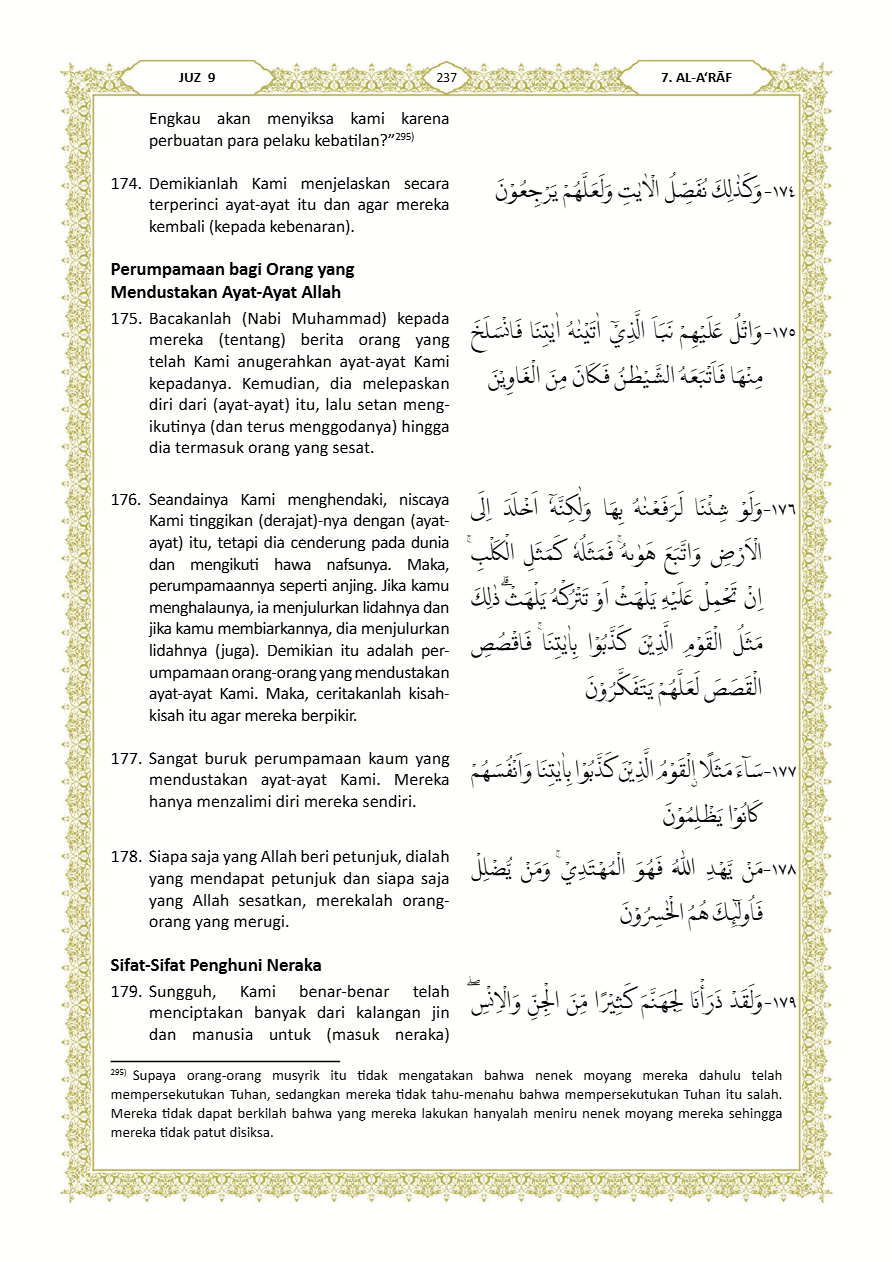 JUZ 9
237
7. AL-A‘RĀF
Engkau akan menyiksa kami karena
perbuatan para pelaku kebatilan?”²⁹⁵⁾
174. Demikianlah Kami menjelaskan secara
terperinci ayat-ayat itu dan agar mereka
kembali (kepada kebenaran).
١٧٤-وَكَذٰلِكَ نُفَصِّلُ الْاٰيٰتِ وَلَعَلَّهُمْ يَرْجِعُوْنَ
Perumpamaan bagi Orang yang
Mendustakan Ayat-Ayat Allah
175. Bacakanlah (Nabi Muhammad) kepada
mereka (tentang) berita orang yang
telah Kami anugerahkan ayat-ayat Kami
kepadanya. Kemudian, dia melepaskan
diri dari (ayat-ayat) itu, lalu setan meng-
ikutinya (dan terus menggodanya) hingga
dia termasuk orang yang sesat.
١٧٥-وَاتْلُ عَلَيْهِمْ نَبَاَ الَّذِيْٓ اٰتَيْنٰهُ اٰيٰتِنَا فَانْسَلَخَ
مِنْهَا فَاَتْبَعَهُ الشَّيْطٰنُ فَكَانَ مِنَ الْغَاوِيْنَ
176. Seandainya Kami menghendaki, niscaya
Kami tinggikan (derajat)-nya dengan (ayat-
ayat) itu, tetapi dia cenderung pada dunia
dan mengikuti hawa nafsunya. Maka,
perumpamaannya seperti anjing. Jika kamu
menghalaunya, ia menjulurkan lidahnya dan
jika kamu membiarkannya, dia menjulurkan
lidahnya (juga). Demikian itu adalah per-
umpamaan orang-orang yang mendustakan
ayat-ayat Kami. Maka, ceritakanlah kisah-
kisah itu agar mereka berpikir.
١٧٦-وَلَوْ شِئْنَا لَرَفَعْنٰهُ بِهَا وَلٰكِنَّهٗٓ اَخْلَدَ اِلَى
الْاَرْضِ وَاتَّبَعَ هَوٰىهُۚ فَمَثَلُهٗ كَمَثَلِ الْكَلْبِۚ
اِنْ تَحْمِلْ عَلَيْهِ يَلْهَثْ اَوْ تَتْرُكْهُ يَلْهَثْۗ ذٰلِكَ
مَثَلُ الْقَوْمِ الَّذِيْنَ كَذَّبُوْا بِاٰيٰتِنَاۚ فَاقْصُصِ
الْقَصَصَ لَعَلَّهُمْ يَتَفَكَّرُوْنَ
177. Sangat buruk perumpamaan kaum yang
mendustakan ayat-ayat Kami. Mereka
hanya menzalimi diri mereka sendiri.
١٧٧-سَاۤءَ مَثَلًا ۨالْقَوْمُ الَّذِيْنَ كَذَّبُوْا بِاٰيٰتِنَا وَاَنْفُسَهُمْ
كَانُوْا يَظْلِمُوْنَ
178. Siapa saja yang Allah beri petunjuk, dialah
yang mendapat petunjuk dan siapa saja
yang Allah sesatkan, merekalah orang-
orang yang merugi.
١٧٨-مَنْ يَّهْدِ اللّٰهُ فَهُوَ الْمُهْتَدِيْۚ وَمَنْ يُّضْلِلْ
فَاُولٰۤىِٕكَ هُمُ الْخٰسِرُوْنَ
Sifat-Sifat Penghuni Neraka
179. Sungguh, Kami benar-benar telah
menciptakan banyak dari kalangan jin
dan manusia untuk (masuk neraka)
١٧٩-وَلَقَدْ ذَرَأْنَا لِجَهَنَّمَ كَثِيْرًا مِّنَ الْجِنِّ وَالْاِنْسِۖ
²⁹⁵⁾ Supaya orang-orang musyrik itu tidak mengatakan bahwa nenek moyang mereka dahulu telah
mempersekutukan Tuhan, sedangkan mereka tidak tahu-menahu bahwa mempersekutukan Tuhan itu salah.
Mereka tidak dapat berkilah bahwa yang mereka lakukan hanyalah meniru nenek moyang mereka sehingga
mereka tidak patut disiksa.